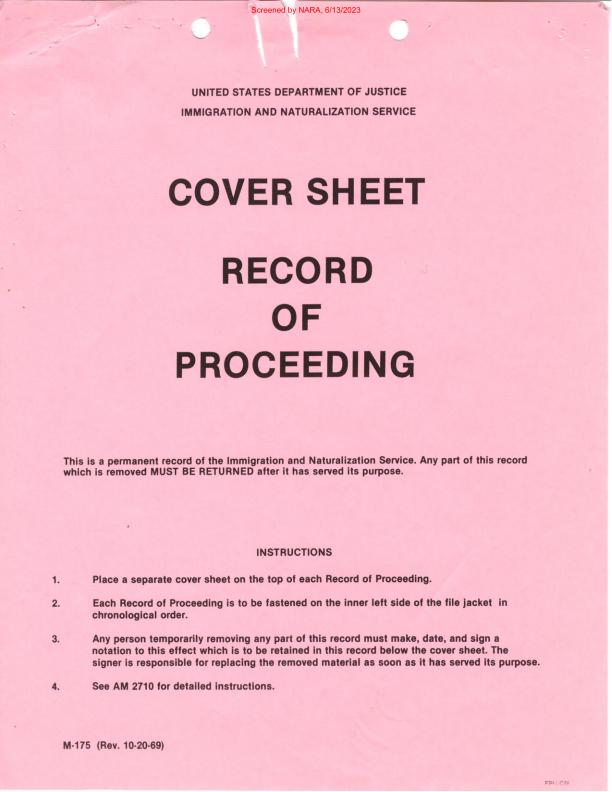 Screened by NARA, 6/13/2023
UNITED STATES DEPARTMENT OF JUSTICE
IMMIGRATION AND NATURALIZATION SERVICE
COVER SHEET
RECORD
OF
PROCEEDING
This is a permanent record of the Immigration and Naturalization Service. Any part of this record
which is removed MUST BE RETURNED after it has served its purpose.
INSTRUCTIONS
1. Place a separate cover sheet on the top of each Record of Proceeding.
2. Each Record of Proceeding is to be fastened on the inner left side of the file jacket in
chronological order.
3. Any person temporarily removing any part of this record must make, date, and sign a
notation to this effect which is to be retained in this record below the cover sheet. The
signer is responsible for replacing the removed material as soon as it has served its purpose.
4. See AM 2710 for detailed instructions.
M-175 (Rev. 10-20-69)